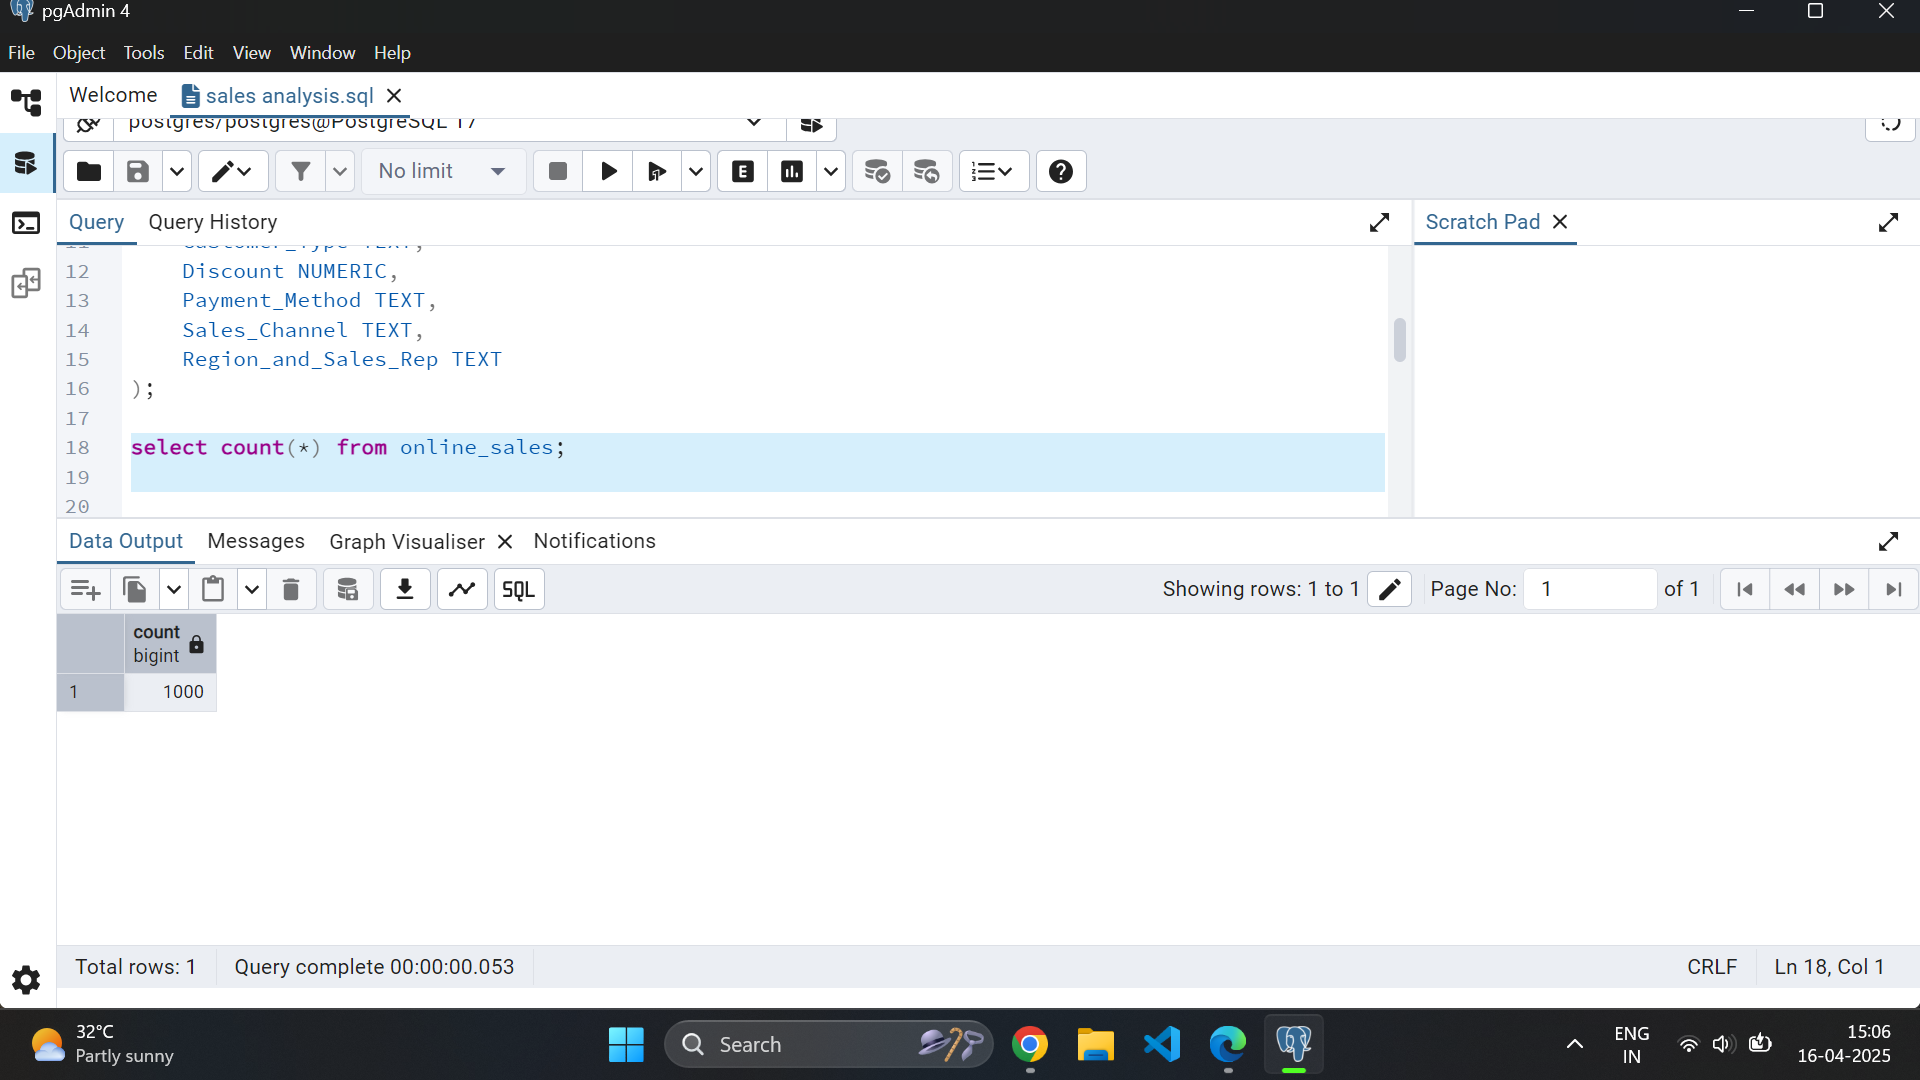 pgAdmin 4
File Object Tools Edit View Window Help
Welcome sales analysis.sql
postgres/postgres@PostgreSQL 17
No limit
E
Query Query History
Scratch Pad
11 Customer_Type TEXT,
12 Discount NUMERIC,
13 Payment_Method TEXT,
14 Sales_Channel TEXT,
15 Region_and_Sales_Rep TEXT
16 );
17
18 select count(*) from online_sales;
19
20
Data Output Messages Graph Visualiser Notifications
SQL
Showing rows: 1 to 1
Page No: 1 of 1
count
bigint
1 1000
Total rows: 1
Query complete 00:00:00.053
CRLF
Ln 18, Col 1
32°C
Partly sunny
Search
ENG
IN
15:06
16-04-2025